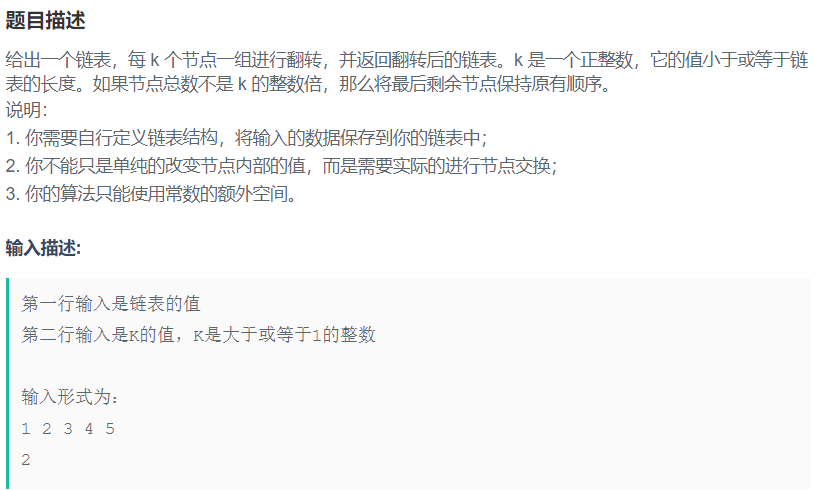 题目描述
给出一个链表，每 k 个节点一组进行翻转，并返回翻转后的链表。k 是一个正整数，它的值小于或等于链
表的长度。如果节点总数不是 k 的整数倍，那么将最后剩余节点保持原有顺序。
说明：
1. 你需要自行定义链表结构，将输入的数据保存到你的链表中；
2. 你不能只是单纯的改变节点内部的值，而是需要实际的进行节点交换；
3. 你的算法只能使用常数的额外空间。
输入描述:
第一行输入是链表的值
第二行输入是K的值，K是大于或等于1的整数
输入形式为：
1 2 3 4 5
2